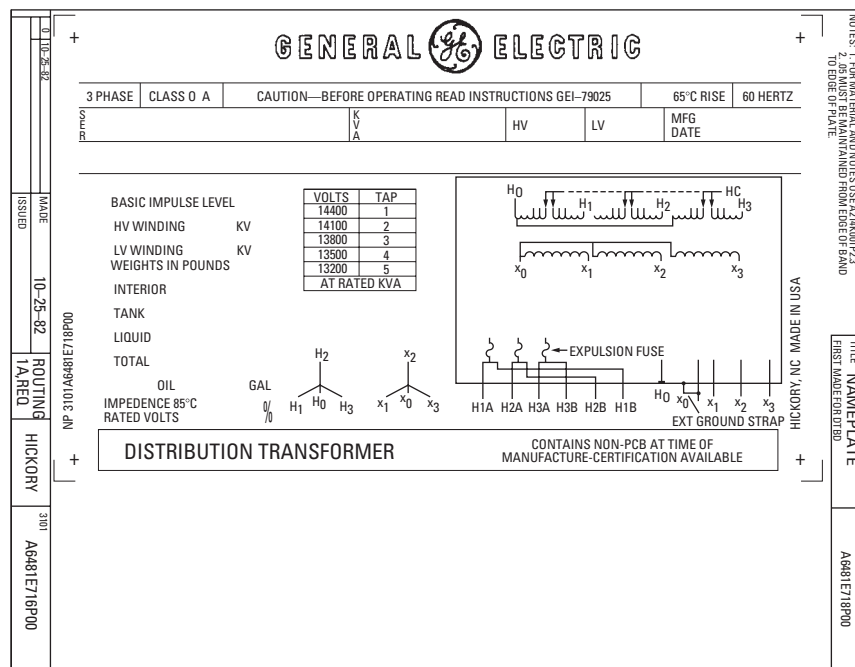 GENERAL GE ELECTRIC
3 PHASE CLASS O A CAUTION—BEFORE OPERATING READ INSTRUCTIONS GEI–79025 65°C RISE 60 HERTZ
SER KVA HV LV MFG DATE
BASIC IMPULSE LEVEL
HV WINDING KV
LV WINDING KV
WEIGHTS IN POUNDS
INTERIOR
TANK
LIQUID
TOTAL
OIL GAL
IMPEDENCE 85°C %
RATED VOLTS
VOLTS TAP
14400 1
14100 2
13800 3
13500 4
13200 5
AT RATED KVA
H2
H1 H0 H3
x2
x1 x0 x3
H0 HC
H1 H2 H3
x0 x1 x2 x3
EXPULSION FUSE
H1A H2A H3A H3B H2B H1B H0 x0 x1 x2 x3
EXT GROUND STRAP
DISTRIBUTION TRANSFORMER
CONTAINS NON-PCB AT TIME OF
MANUFACTURE-CERTIFICATION AVAILABLE
NP 3101A6481E718P00
HICKORY, NC MADE IN USA
0 10–25–82
MADE 10–25–82
ISSUED
ROUTING
1A,REQ
HICKORY
3101
A6481E716P00
TO EDGE OF PLATE.
2. .05 MUST BE MAINTAINED FROM EDGE OF BAND
NAMEPLATE
FIRST MADE FOR DTBD
A6481E718P00